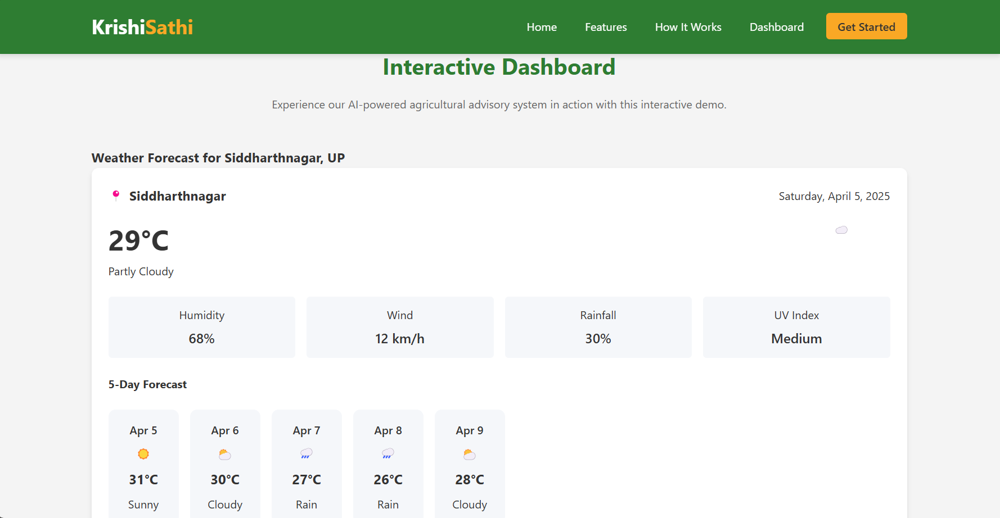 KrishiSathi Home Features How It Works Dashboard Get Started
Interactive Dashboard
Experience our AI-powered agricultural advisory system in action with this interactive demo.
Weather Forecast for Siddharthnagar, UP
Siddharthnagar Saturday, April 5, 2025
29°C
Partly Cloudy
Humidity Wind Rainfall UV Index
68% 12 km/h 30% Medium
5-Day Forecast
Apr 5 Apr 6 Apr 7 Apr 8 Apr 9
31°C 30°C 27°C 26°C 28°C
Sunny Cloudy Rain Rain Cloudy